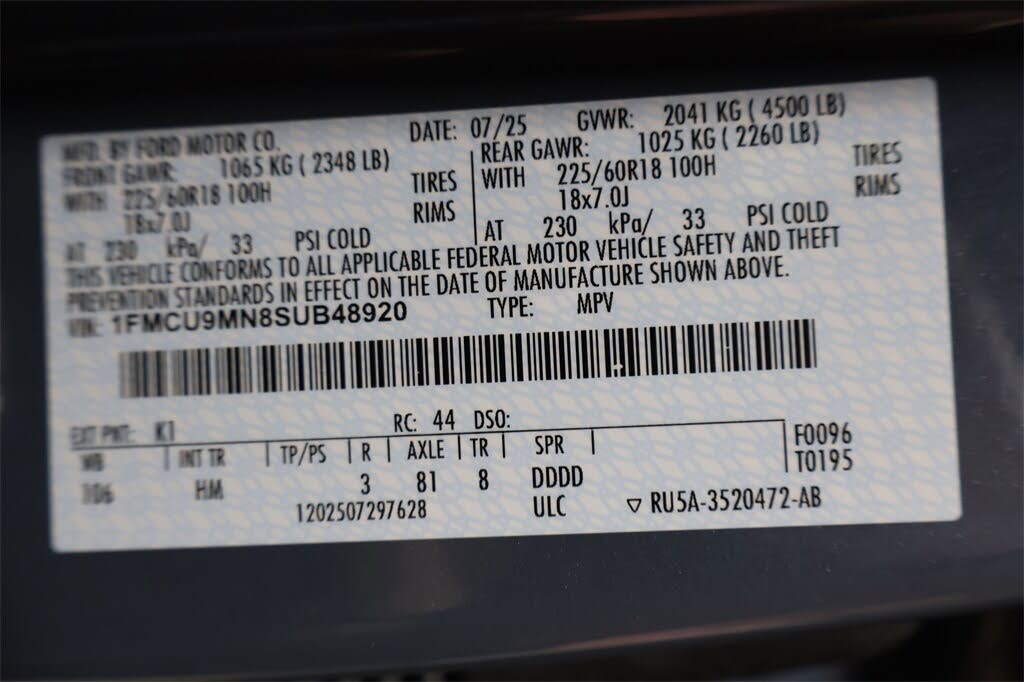 MFD. BY FORD MOTOR CO. DATE: 07/25 GVWR: 2041 KG ( 4500 LB)
FRONT GAWR: 1065 KG ( 2348 LB) REAR GAWR: 1025 KG ( 2260 LB)
WITH 225/60R18 100H TIRES WITH 225/60R18 100H TIRES
18x7.0J RIMS 18x7.0J RIMS
AT 230 kPa/ 33 PSI COLD AT 230 kPa/ 33 PSI COLD
THIS VEHICLE CONFORMS TO ALL APPLICABLE FEDERAL MOTOR VEHICLE SAFETY AND THEFT
PREVENTION STANDARDS IN EFFECT ON THE DATE OF MANUFACTURE SHOWN ABOVE.
VIN: 1FMCU9MN8SUB48920 TYPE: MPV
EXT PNT: K1 RC: 44 DSO:
WB INT TR TP/PS R AXLE TR SPR F0096
106 HM 3 81 8 DDDD T0195
1202507297628 ULC ▽ RU5A-3520472-AB